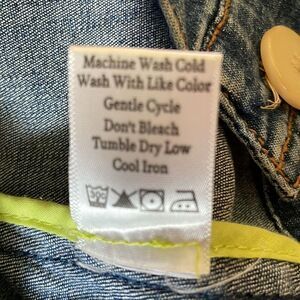 Machine Wash Cold
Wash With Like Color
Gentle Cycle
Don't Bleach
Tumble Dry Low
Cool Iron